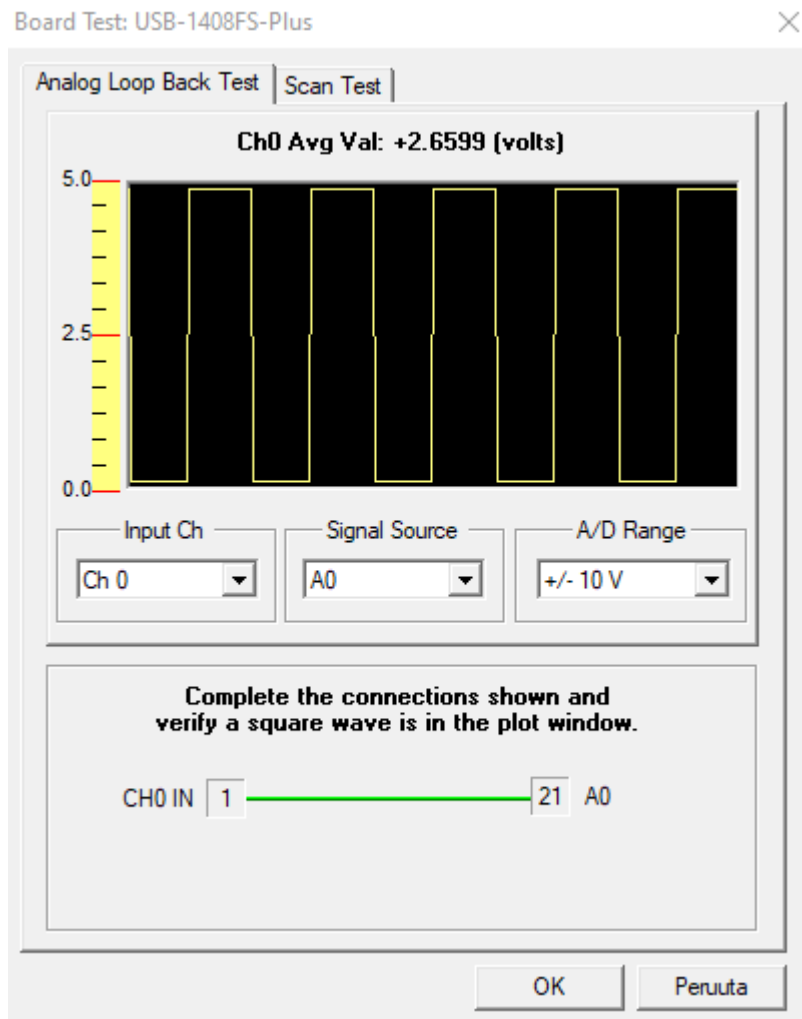 Board Test: USB-1408FS-Plus
Analog Loop Back Test
Scan Test
Ch0 Avg Val: +2.6599 (volts)
5.0
2.5
0.0
Input Ch
Signal Source
A/D Range
Ch 0
A0
+/- 10 V
Complete the connections shown and
verify a square wave is in the plot window.
CH0 IN 1 21 A0
OK
Peruuta